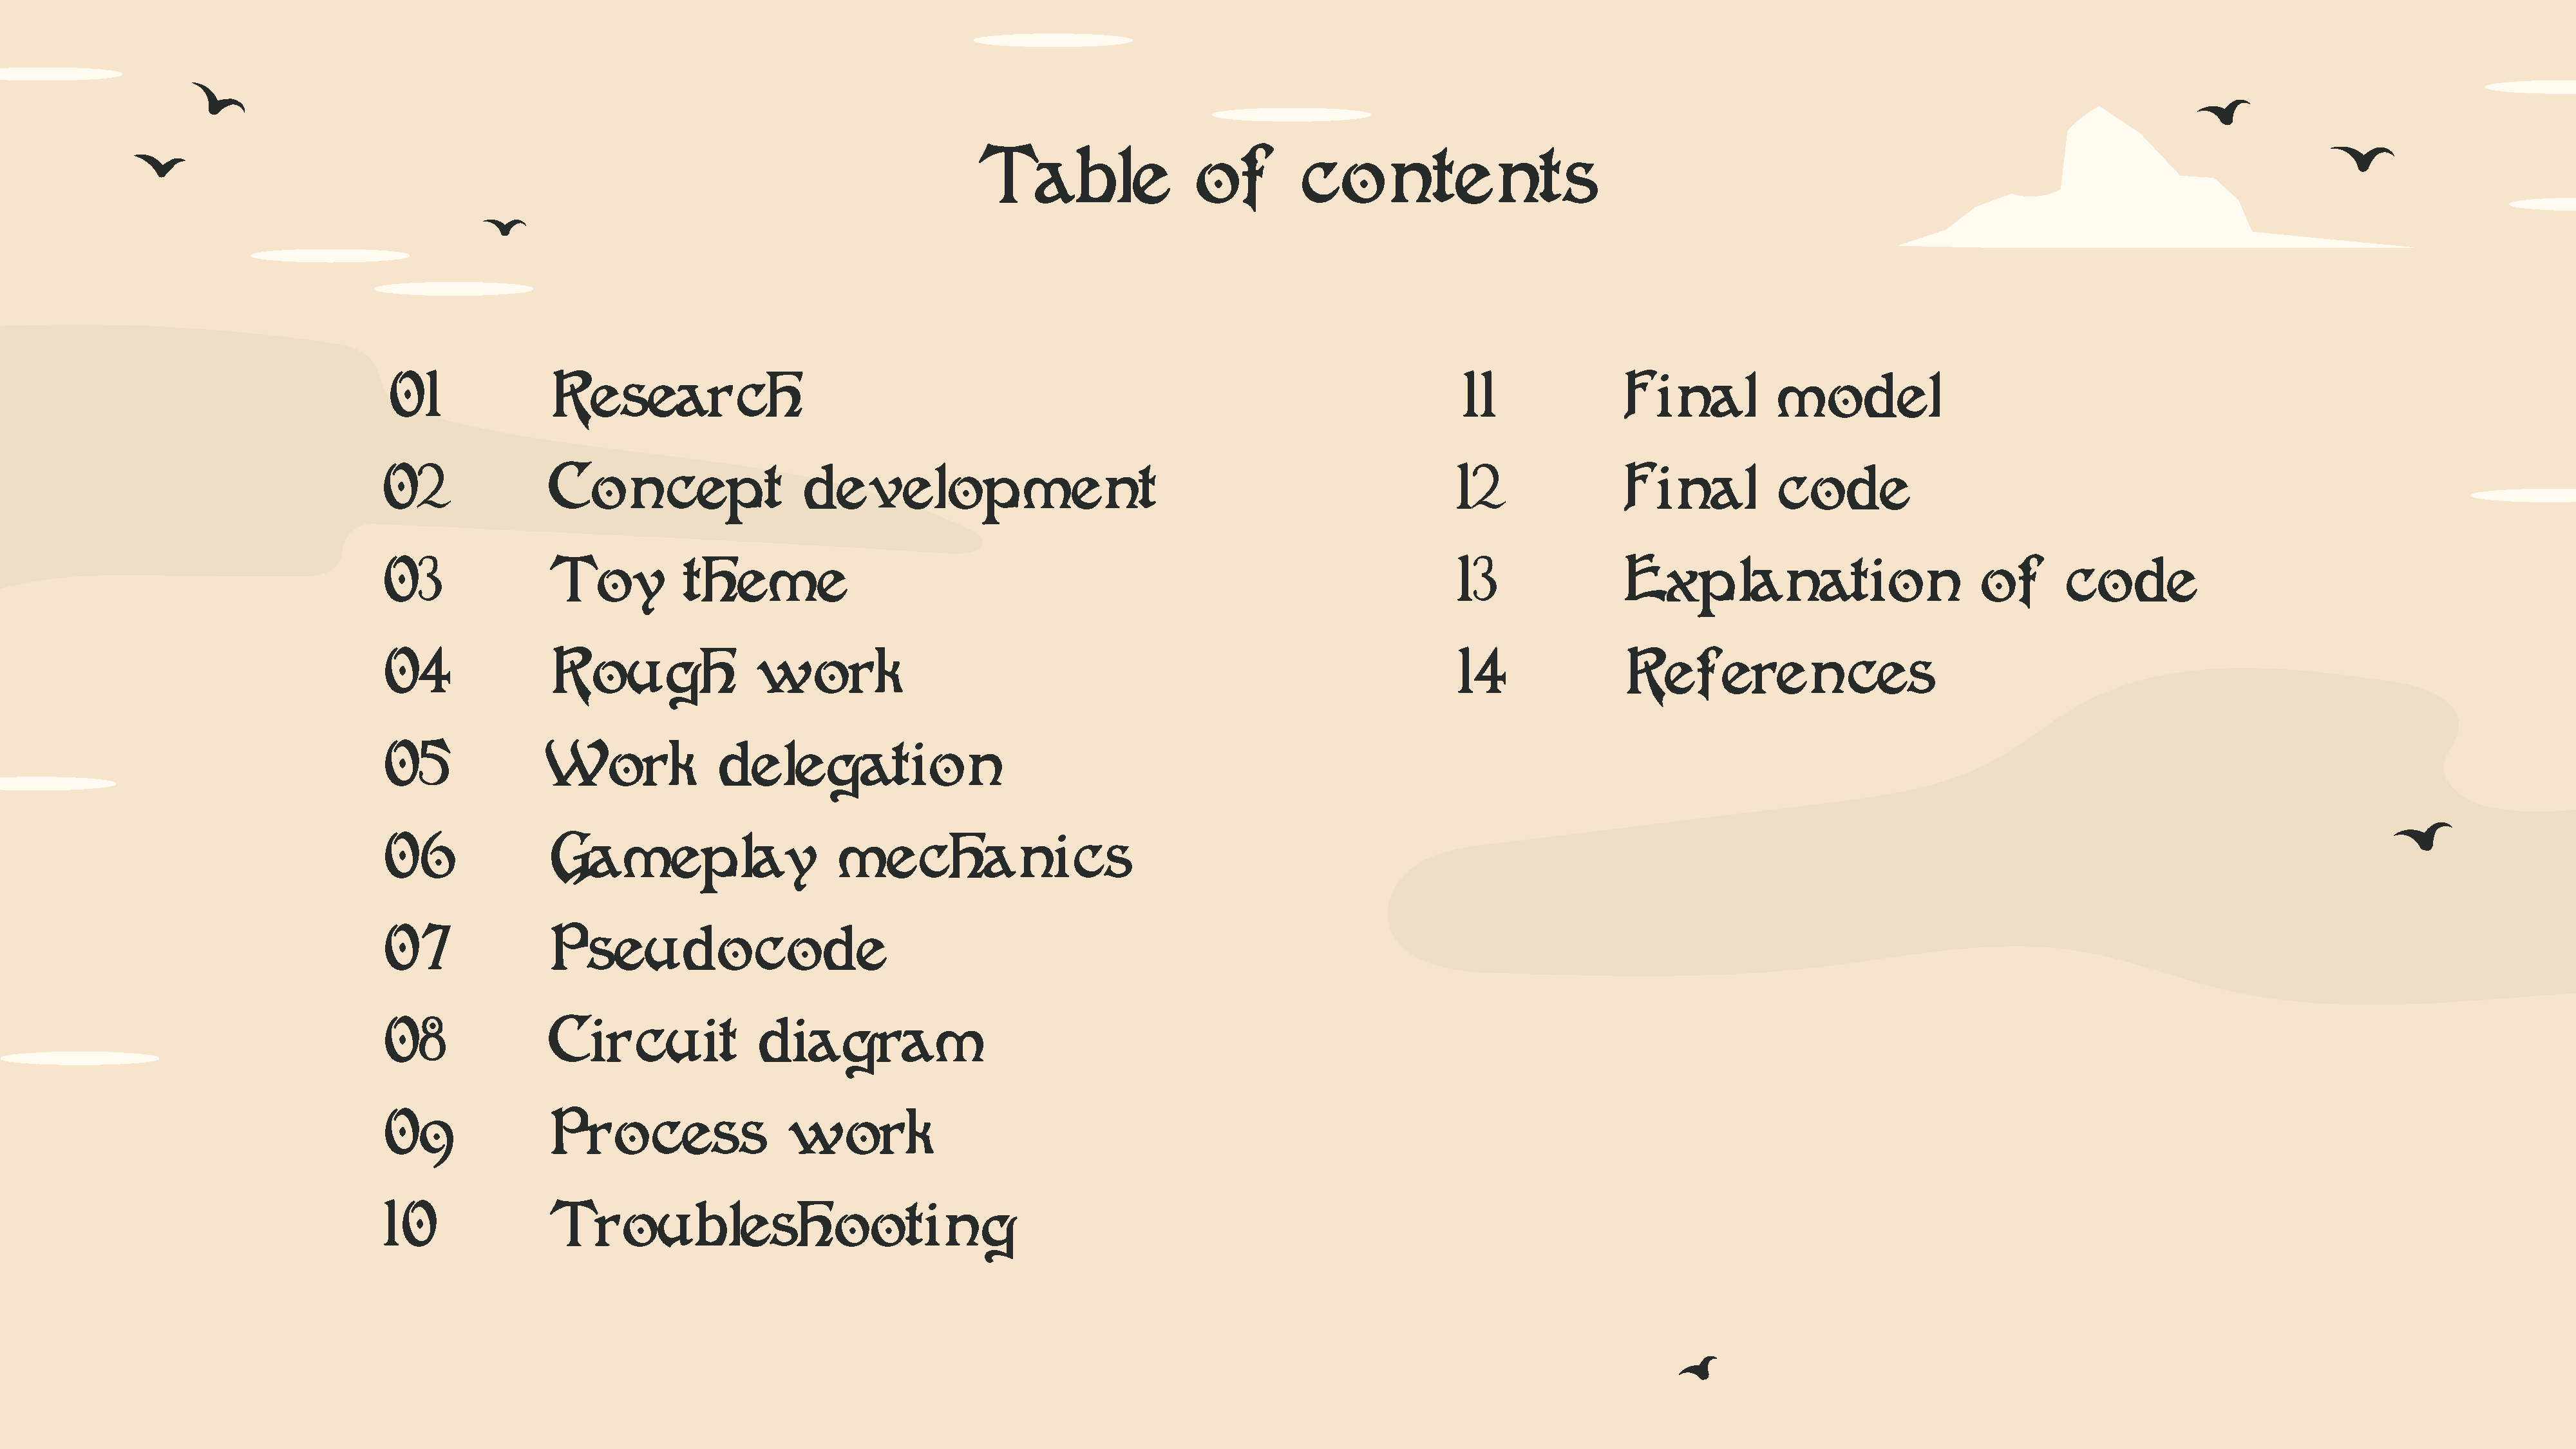 Table of contents
01 Research
02 Concept development
03 Toy theme
04 Rough work
05 Work delegation
06 Gameplay mechanics
07 Pseudocode
08 Circuit diagram
09 Process work
10 Troubleshooting
11 Final model
12 Final code
13 Explanation of code
14 References